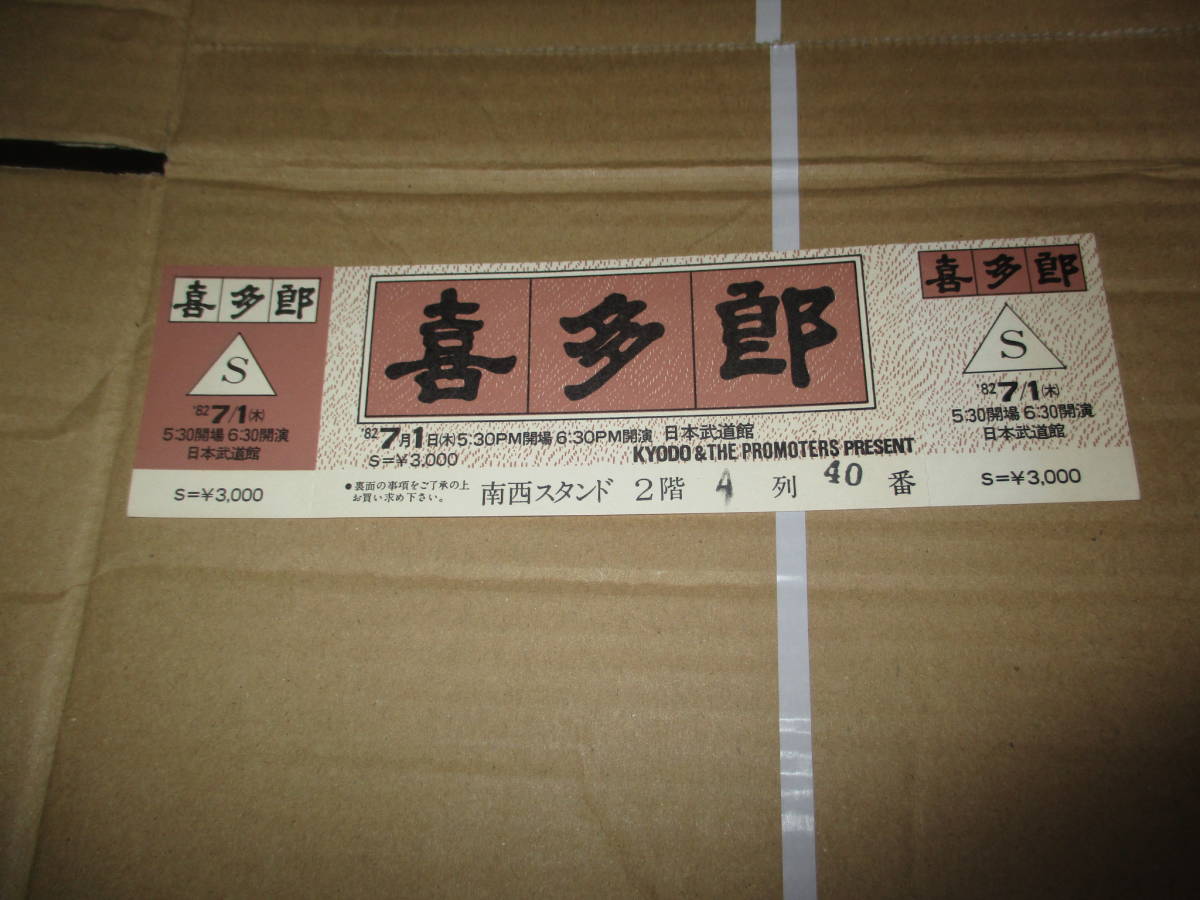 喜多郎
S
'82 7/1(木)
5:30開場 6:30開演
日本武道館
S=¥3,000
喜多郎
'82 7月1日(木)5:30PM開場 6:30PM開演 日本武道館
S=¥3,000
KYODO & THE PROMOTERS PRESENT
●裏面の事項をご了承の上
お買い求め下さい。
南西スタンド 2階 4 列 40 番
喜多郎
S
'82 7/1(木)
5:30開場 6:30開演
日本武道館
S=¥3,000